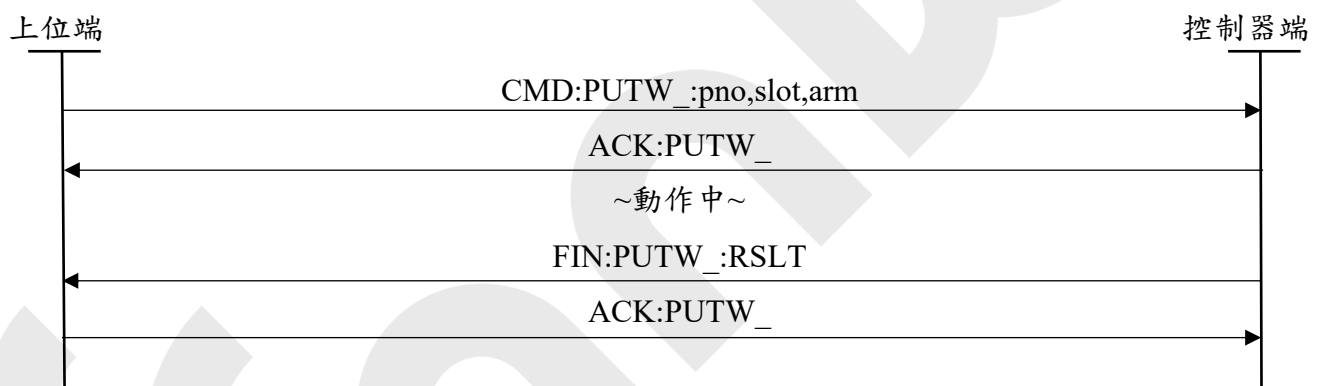 上位端
控制器端
CMD:PUTW_:pno,slot,arm
ACK:PUTW_
~動作中~
FIN:PUTW_:RSLT
ACK:PUTW_